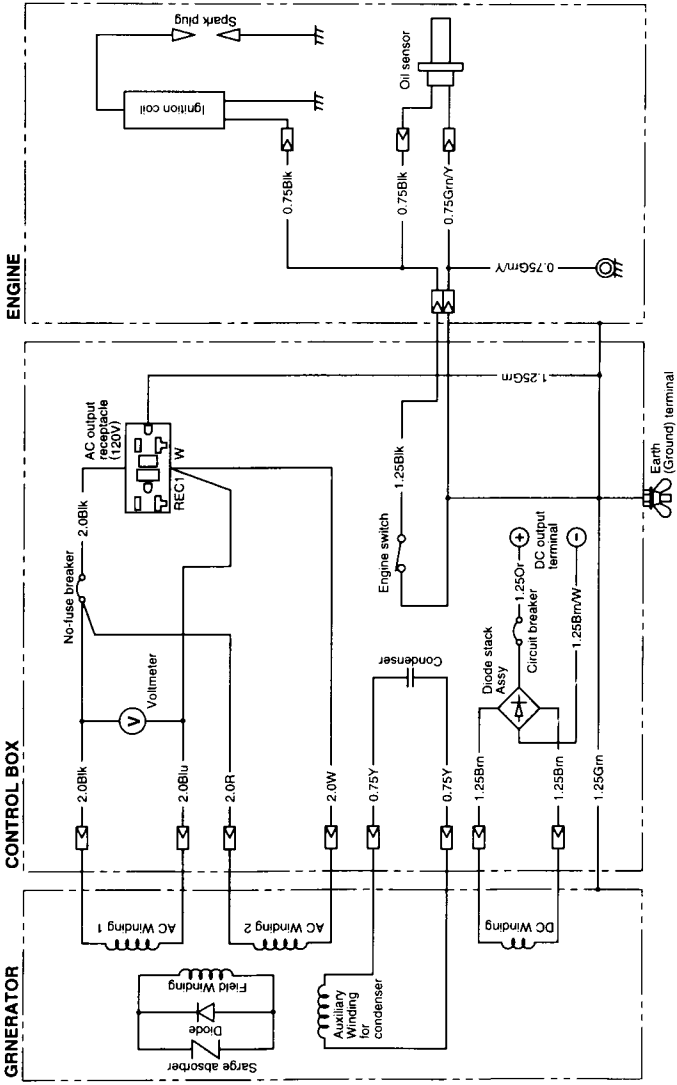 GRNERATOR
CONTROL BOX
ENGINE
AC Winding 1
AC Winding 2
Field Winding
Diode
Sarge absorber
Auxiliary
Winding
for
condenser
DC Winding
2.0Blk
2.0Blu
2.0R
2.0W
0.75Y
0.75Y
1.25Brn
1.25Brn
1.25Grn
V
Voltmeter
No-fuse breaker
2.0Blk
AC output
receptacle
(120V)
REC1
W
Condenser
Engine switch
1.25Blk
Diode stack
Assy
Circuit breaker
1.25Or
+
DC output
terminal
-
1.25Brn/W
1.25Grn
Earth
(Ground) terminal
Ignition coil
Spark plug
Oil sensor
0.75Blk
0.75Blk
0.75Grn/Y
0.75Grn/Y